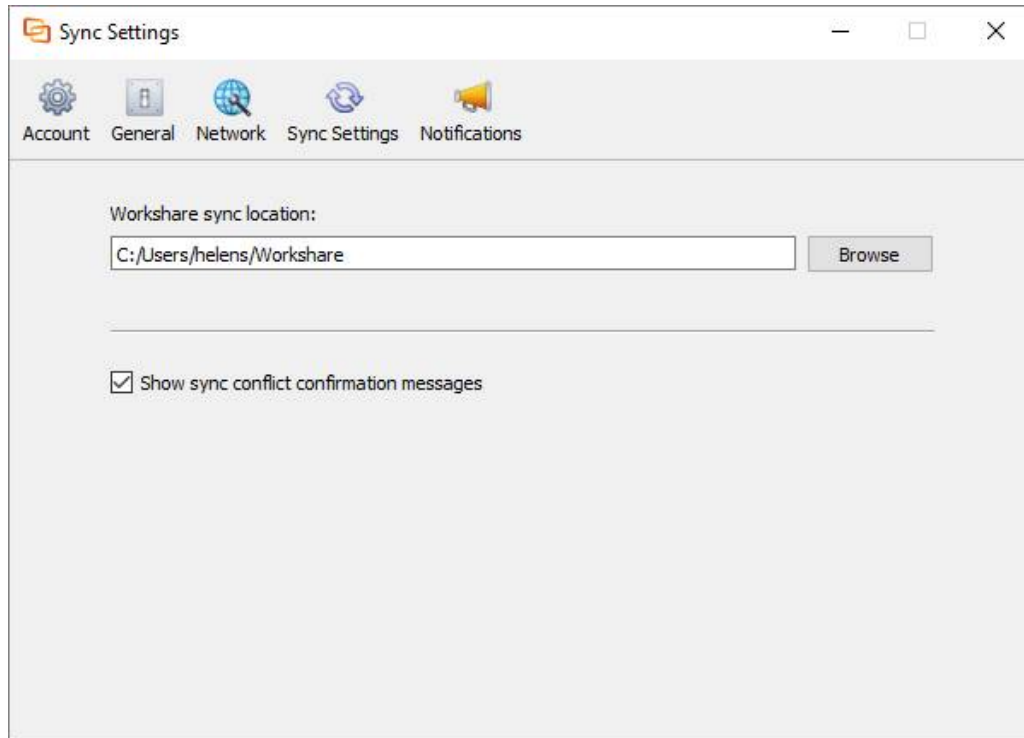 Sync Settings
Account General Network Sync Settings Notifications
Workshare sync location:
C:/Users/helens/Workshare Browse
Show sync conflict confirmation messages